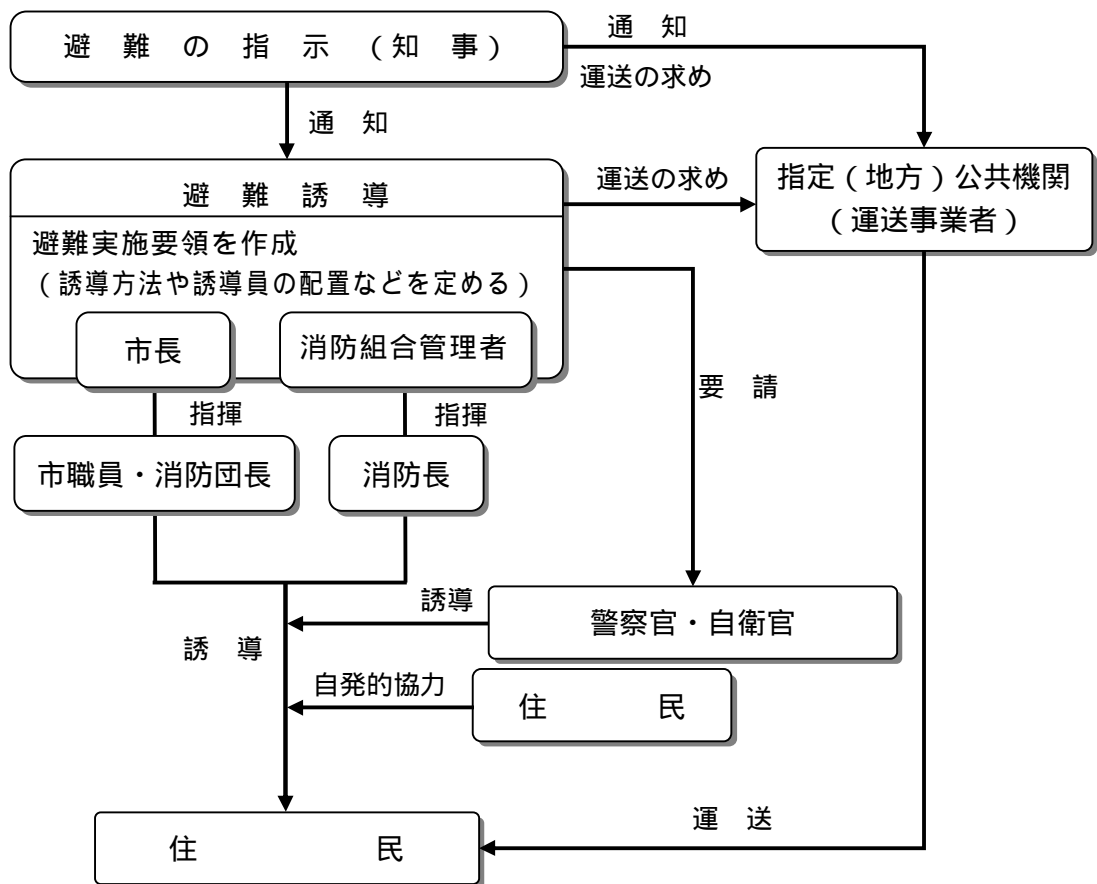 避難の指示(知事)
通知
運送の求め
通知
指定(地方)公共機関
(運送事業者)
避難誘導
運送の求め
避難実施要領を作成
(誘導方法や誘導員の配置などを定める)
市長
消防組合管理者
要請
指揮
指揮
市職員・消防団長
消防長
誘導
警察官・自衛官
誘導
自発的協力
住民
運送
住民